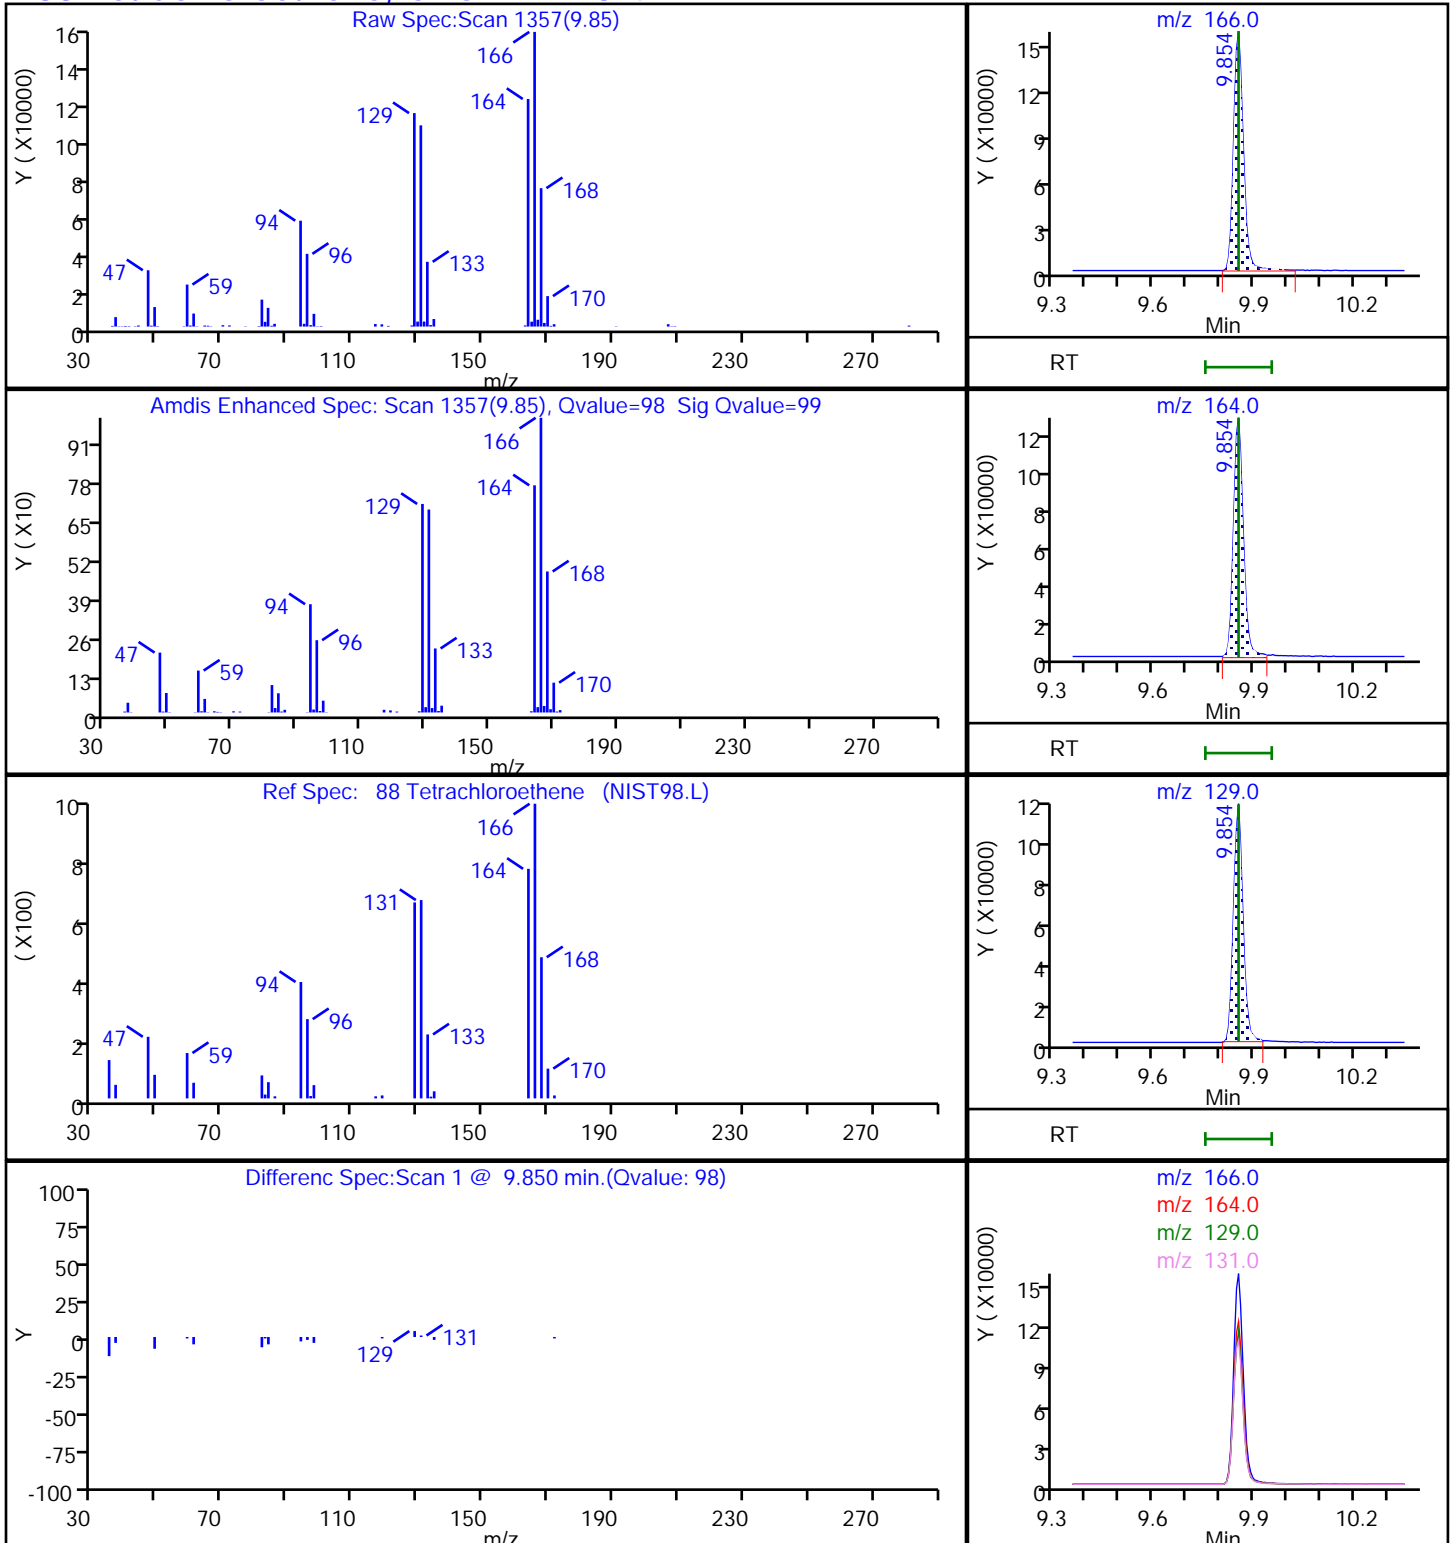 Raw Spec:Scan 1357(9.85)
Y ( X10000)
16
14
12
10
8
6
4
2
0
166
164
129
168
94
96
47
59
133
170
30 70 110 150 190 230 270
m/z
m/z 166.0
Y ( X10000)
15
12
9
6
3
0
9.854
9.3 9.6 9.9 10.2
Min
RT
Amdis Enhanced Spec: Scan 1357(9.85), Qvalue=98 Sig Qvalue=99
Y ( X10)
91
78
65
52
39
26
13
0
166
164
129
168
94
96
47
59
133
170
30 70 110 150 190 230 270
m/z
m/z 164.0
Y ( X10000)
12
10
8
6
4
2
0
9.854
9.3 9.6 9.9 10.2
Min
RT
Ref Spec: 88 Tetrachloroethene (NIST98.L)
( X100)
10
8
6
4
2
0
166
164
131
168
94
96
47
59
133
170
30 70 110 150 190 230 270
m/z 129.0
Y ( X10000)
12
10
8
6
4
2
0
9.854
9.3 9.6 9.9 10.2
Min
RT
Differenc Spec:Scan 1 @ 9.850 min.(Qvalue: 98)
Y
100
75
50
25
0
-25
-50
-75
-100
129
131
30 70 110 150 190 230 270
m/z
m/z 166.0
m/z 164.0
m/z 129.0
m/z 131.0
Y ( X10000)
15
12
9
6
3
0
9.3 9.6 9.9 10.2
Min